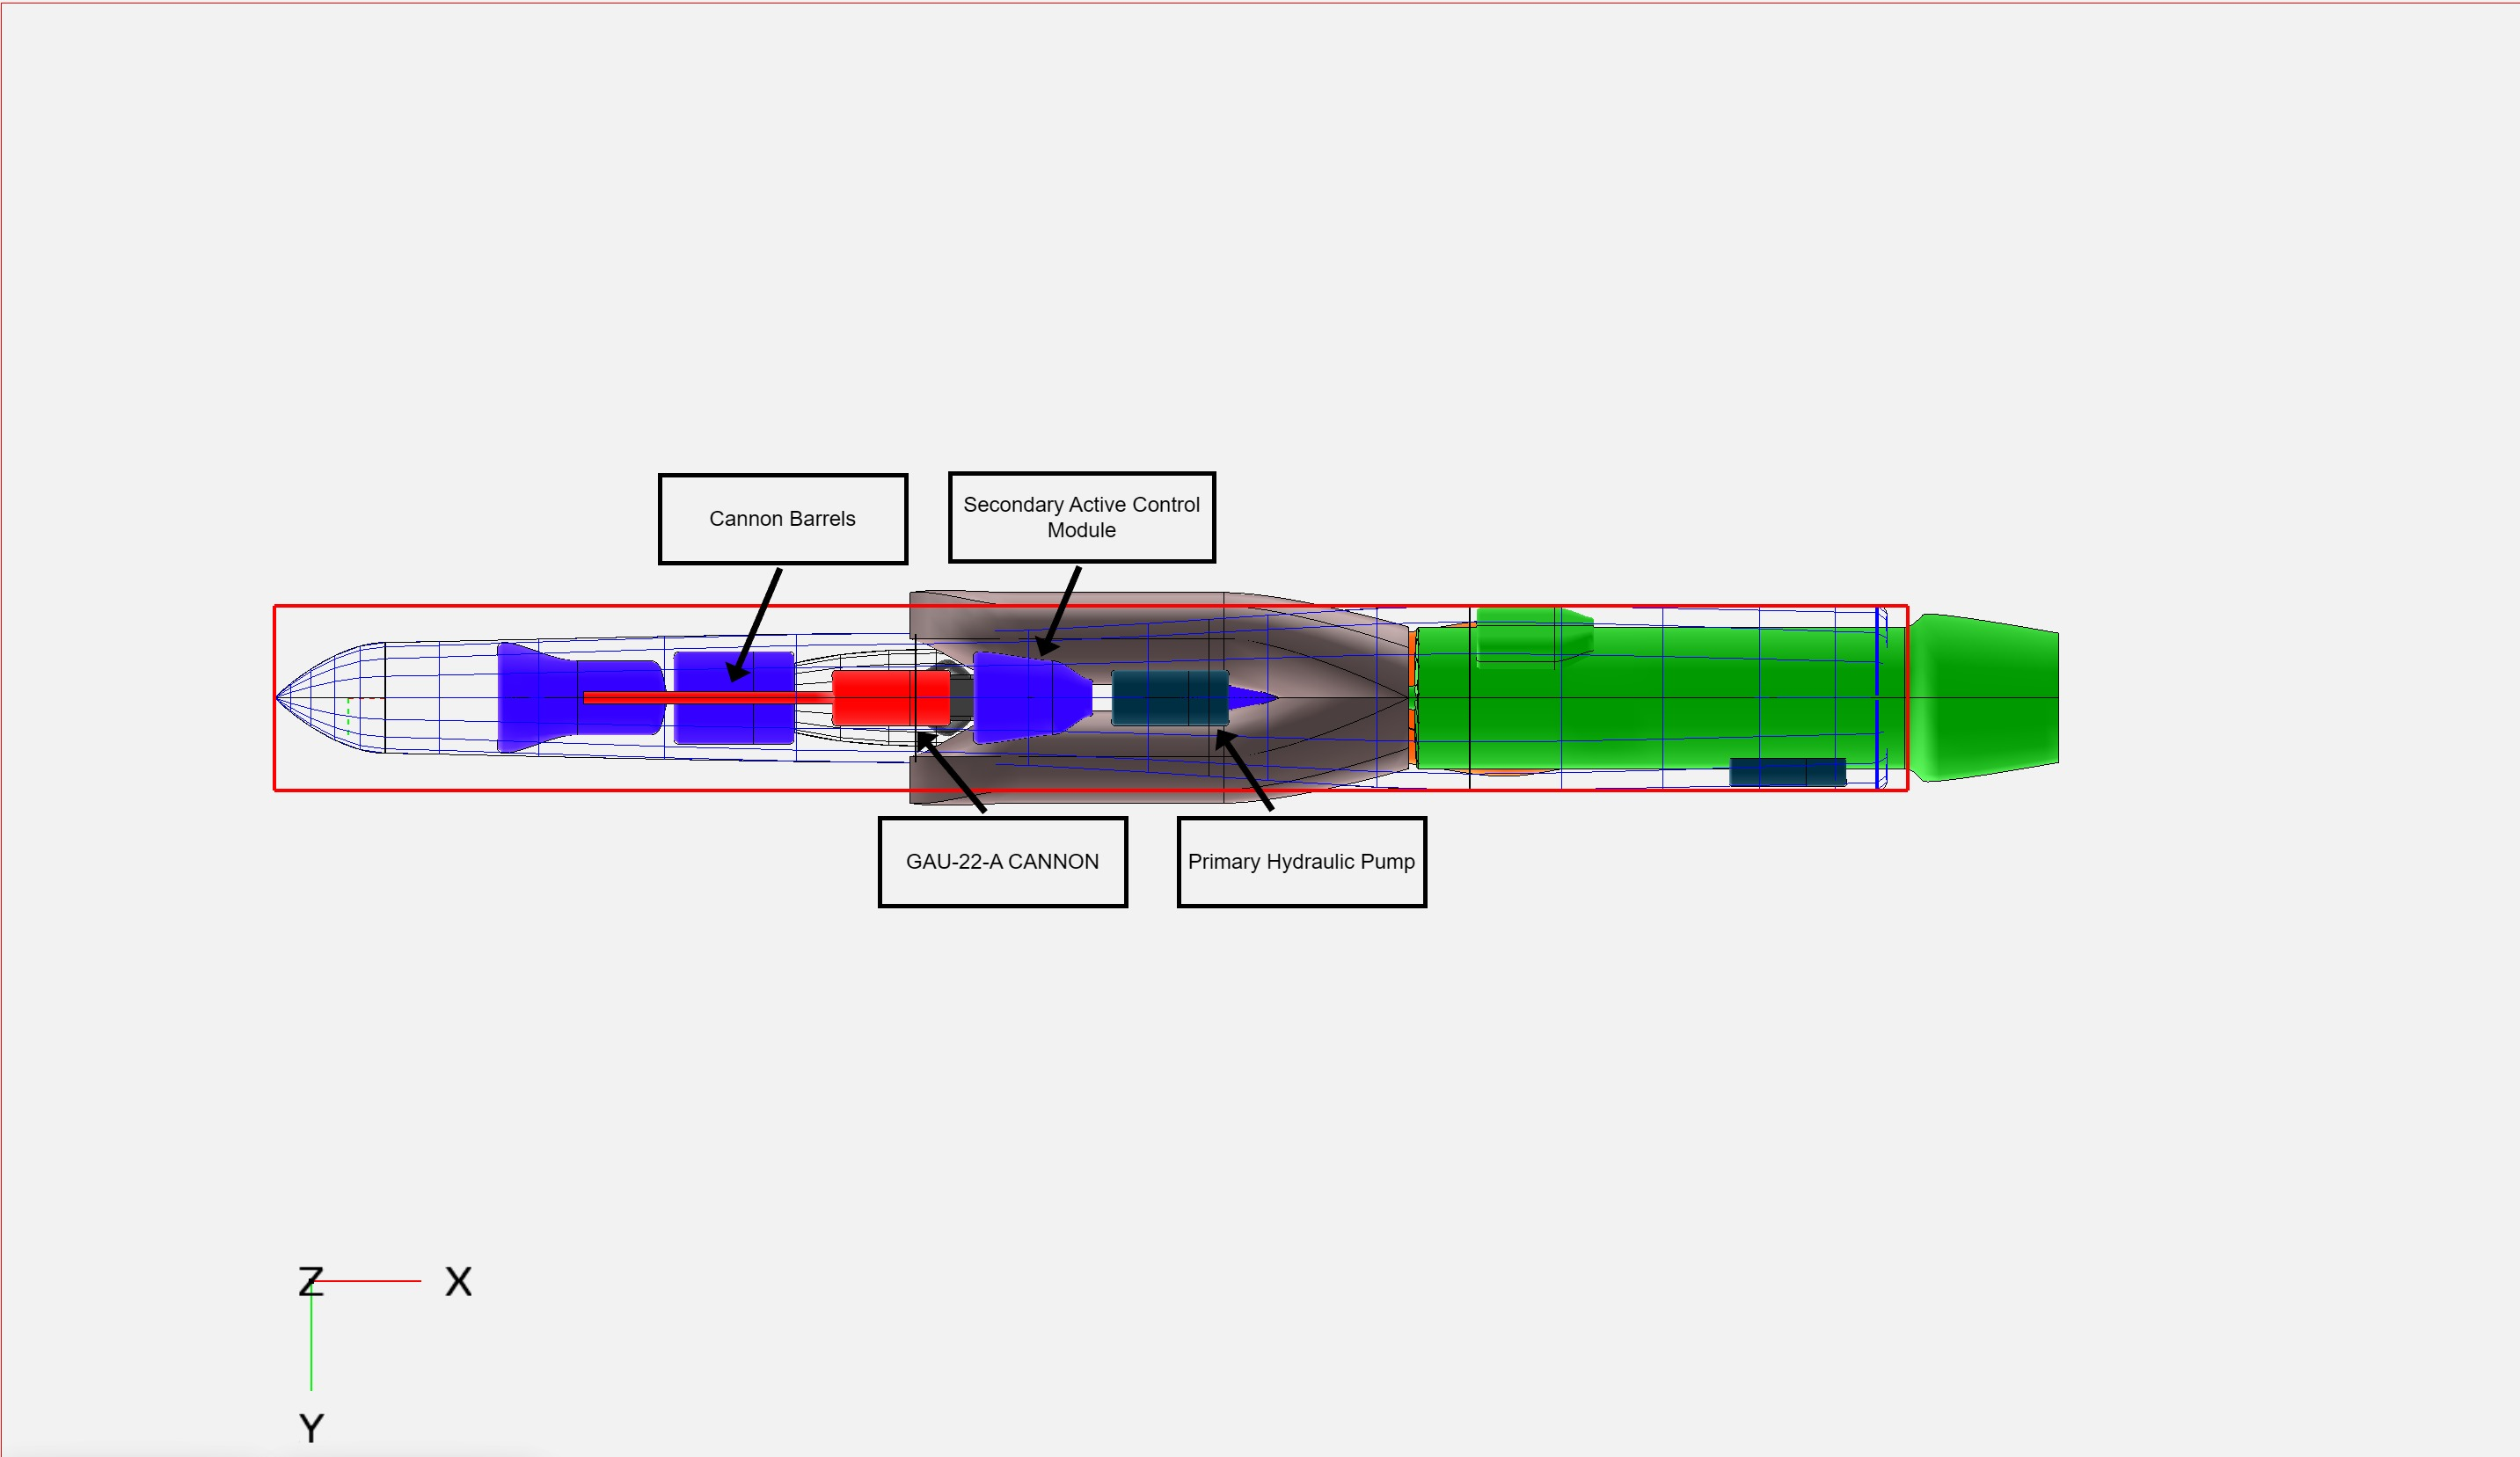 Cannon Barrels
Secondary Active Control
Module
GAU-22-A CANNON
Primary Hydraulic Pump
Z
X
Y